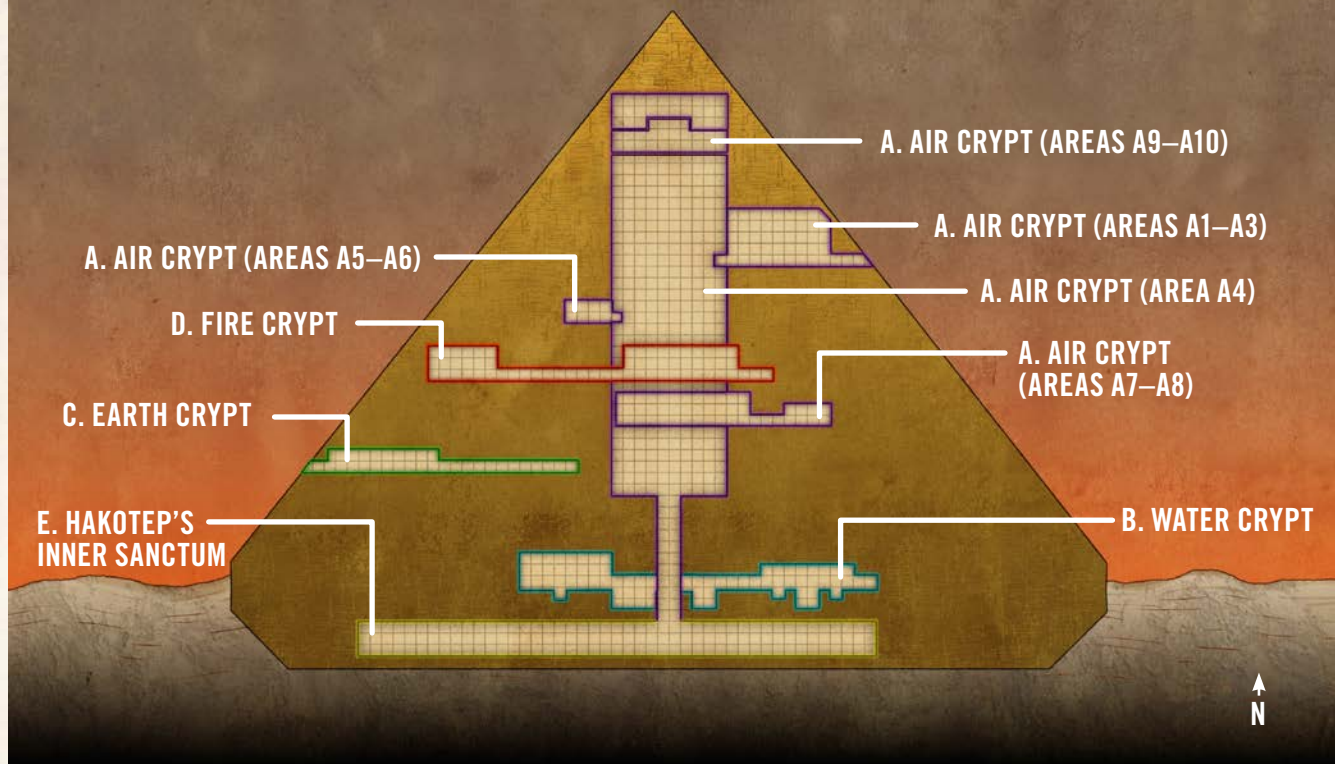 A. AIR CRYPT (AREAS A9–A10)
A. AIR CRYPT (AREAS A1–A3)
A. AIR CRYPT (AREAS A5–A6)
A. AIR CRYPT (AREA A4)
D. FIRE CRYPT
A. AIR CRYPT
(AREAS A7–A8)
C. EARTH CRYPT
E. HAKOTEP'S
INNER SANCTUM
B. WATER CRYPT
N